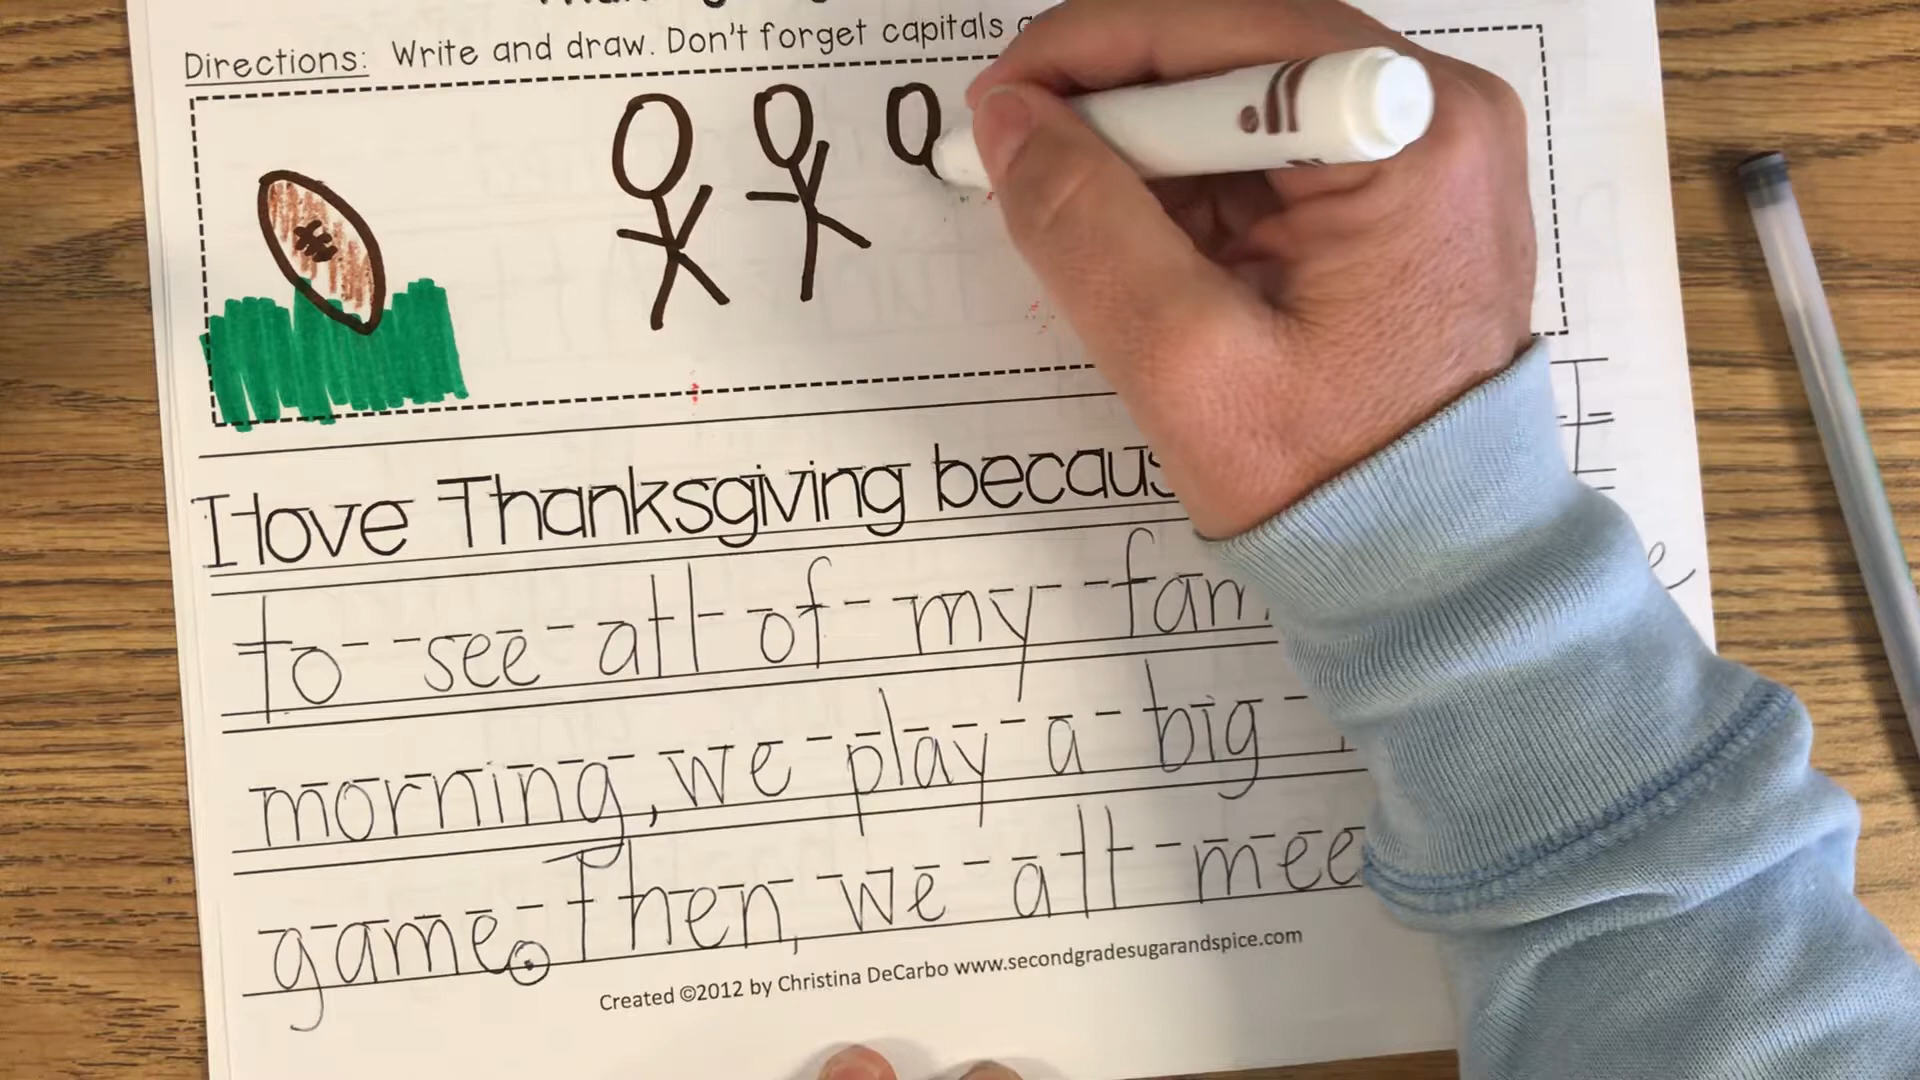 Directions: Write and draw. Don't forget capitals
I love Thanksgiving becaus
to see all of my fam
morning, we play a big
game. Then, we all mee
Created ©2012 by Christina DeCarbo www.secondgradesugarandspice.com